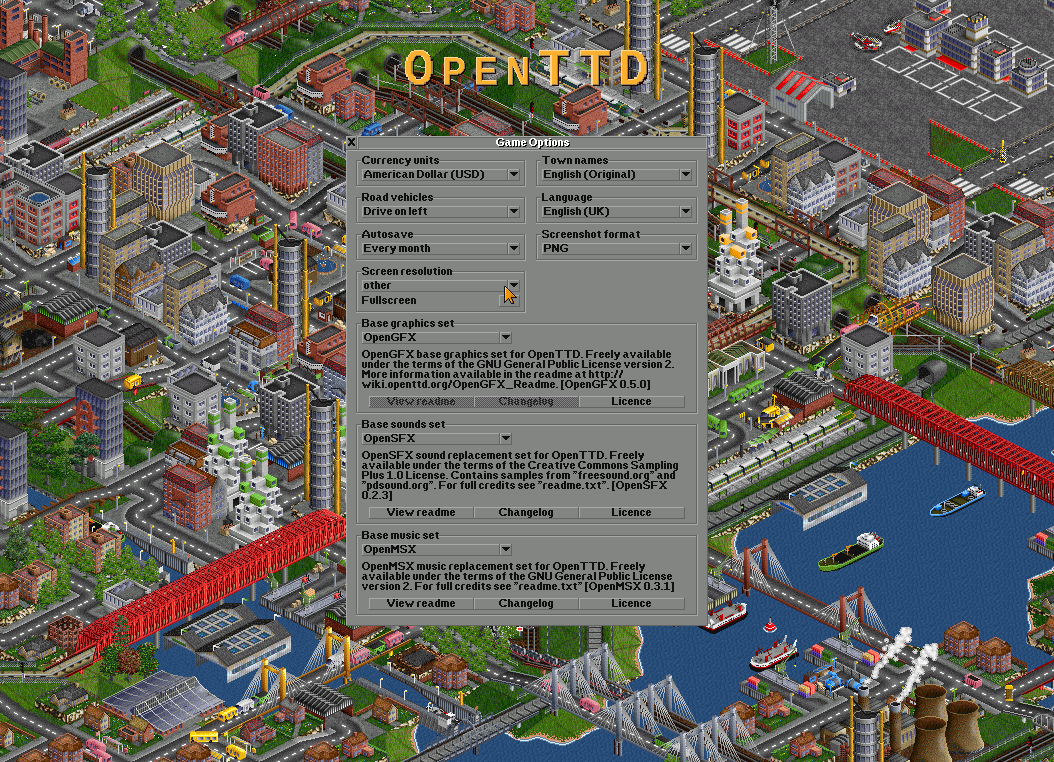 OPENTTD
X
Game Options
Currency units
American Dollar (USD)
Town names
English (Original)
Road vehicles
Drive on left
Language
English (UK)
Autosave
Every month
Screenshot format
PNG
Screen resolution
other
Fullscreen
Base graphics set
OpenGFX
OpenGFX base graphics set for OpenTTD. Freely available
under the terms of the GNU General Public License version 2.
More information available in the readme at http://
wiki.openttd.org/OpenGFX_Readme. [OpenGFX 0.5.0]
View readme
Changelog
Licence
Base sounds set
OpenSFX
OpenSFX sound replacement set for OpenTTD. Freely
available under the terms of the Creative Commons Sampling
Plus 1.0 License. Contains samples from "freesound.org" and
"pdsound.org". For full credits see "readme.txt". [OpenSFX
0.2.3]
View readme
Changelog
Licence
Base music set
OpenMSX
OpenMSX music replacement set for OpenTTD. Freely
available under the terms of the GNU General Public License
version 2. For full credits see "readme.txt" [OpenMSX 0.3.1]
View readme
Changelog
Licence